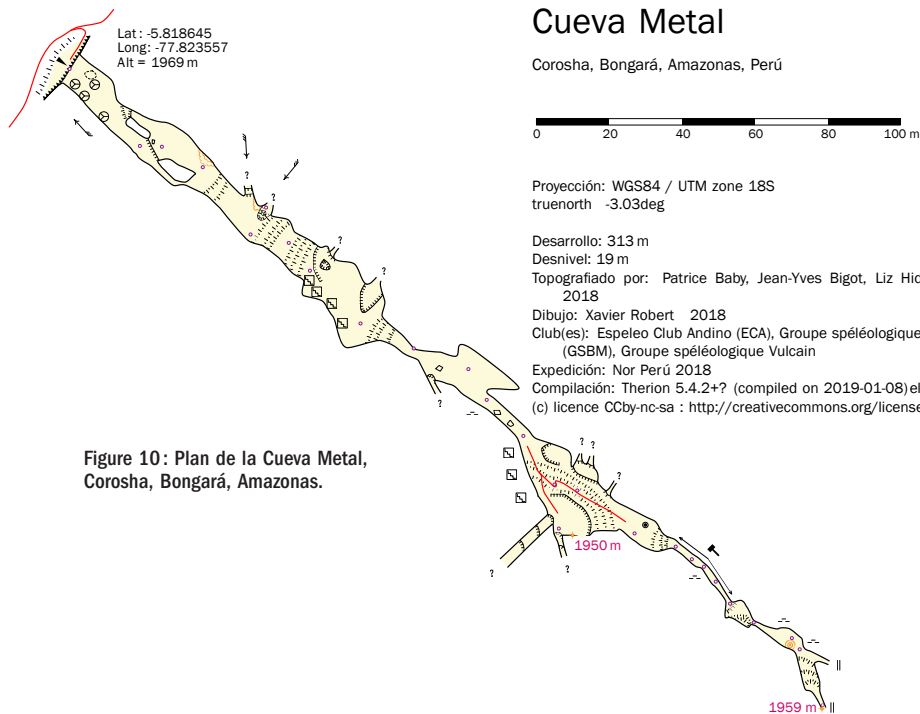 Cueva Metal
Corosha, Bongará, Amazonas, Perú
Lat: -5.818645
Long: -77.823557
Alt = 1969 m
0 20 40 60 80 100 m
Proyección: WGS84 / UTM zone 18S
truenorth -3.03deg
Desarrollo: 313 m
Desnivel: 19 m
Topografiado por: Patrice Baby, Jean-Yves Bigot, Liz
2018
Dibujo: Xavier Robert 2018
Club(es): Espeleo Club Andino (ECA), Groupe spéléologique
(GSBM), Groupe spéléologique Vulcain
Expedición: Nor Perú 2018
Compilación: Therion 5.4.2+? (compiled on 2019-01-08)
(c) licence CCby-nc-sa : http://creativecommons.org/license
Figure 10: Plan de la Cueva Metal,
Corosha, Bongará, Amazonas.
?
?
?
?
?
?
?
?
?
?
1950 m
1959 m